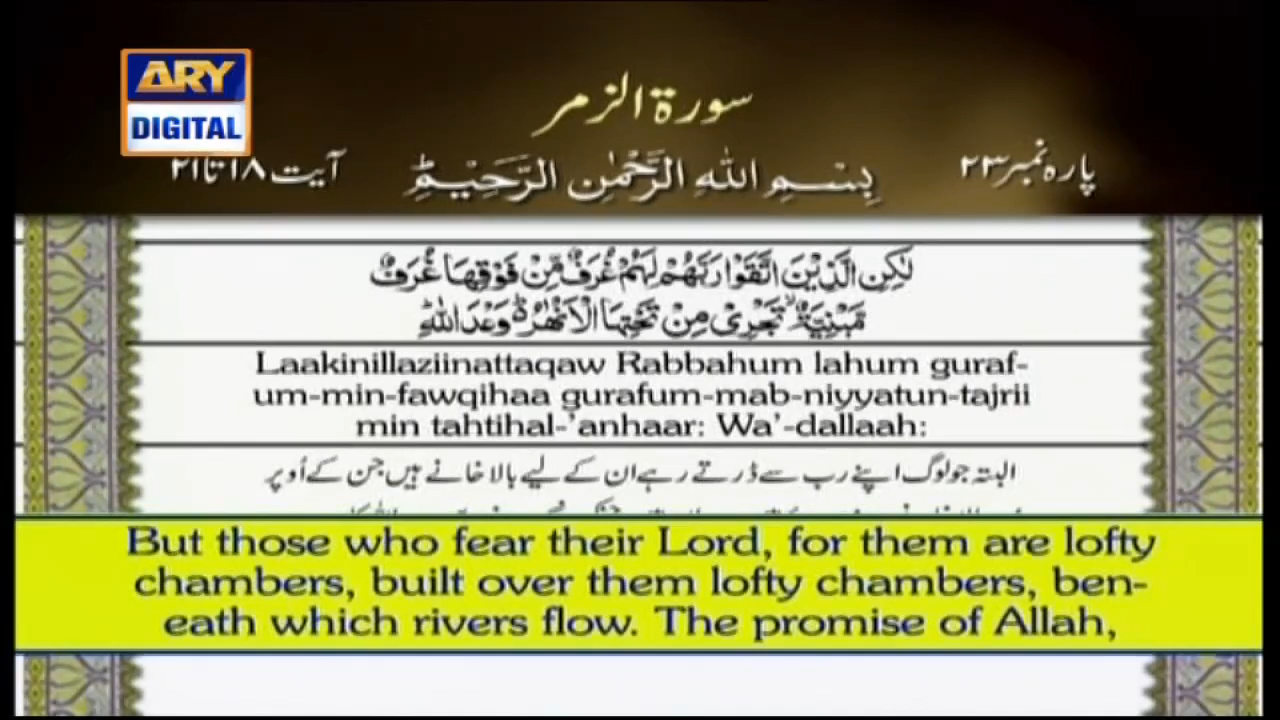 ARY
DIGITAL
سورۃ الزمر
پارہ نمبر ۲۳
بِسْمِ اللهِ الرَّحْمٰنِ الرَّحِيْمِ
آیت ۱۸ تا ۲۱
لٰكِنِ الَّذِيْنَ اتَّقَوْا رَبَّهُمْ لَهُمْ غُرَفٌ مِّنْ فَوْقِهَا غُرَفٌ
مَّبْنِيَّةٌ ۙ تَجْرِيْ مِنْ تَحْتِهَا الْاَنْهٰرُ ۬ؕ وَعْدَ اللهِ ؕ
Laakinillaziinattaqaw Rabbahum lahum guraf-
um-min-fawqihaa gurafum-mab-niyyatun-tajrii
min tahtihal-'anhaar: Wa'-dallaah:
البتہ جو لوگ اپنے رب سے ڈرتے رہے ان کے لیے بالا خانے ہیں جن کے اُوپر
But those who fear their Lord, for them are lofty
chambers, built over them lofty chambers, ben-
eath which rivers flow. The promise of Allah,